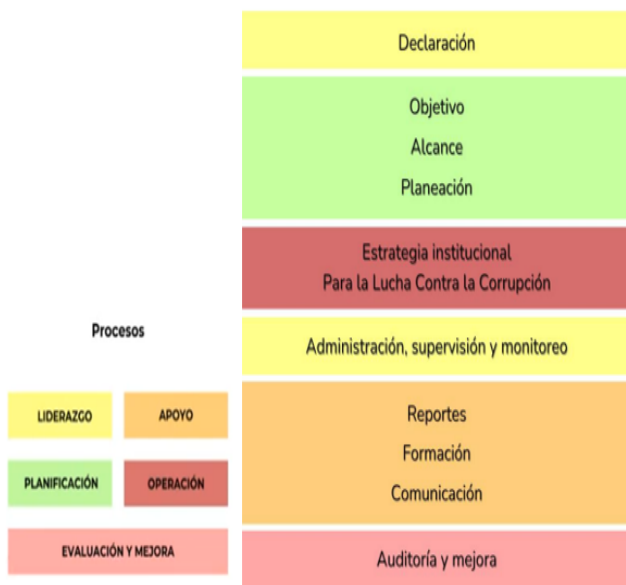 Declaración
Objetivo
Alcance
Planeación
Estrategia institucional
Para la Lucha Contra la Corrupción
Administración, supervisión y monitoreo
Reportes
Formación
Comunicación
Auditoría y mejora
Procesos
LIDERAZGO
APOYO
PLANIFICACIÓN
OPERACIÓN
EVALUACIÓN Y MEJORA